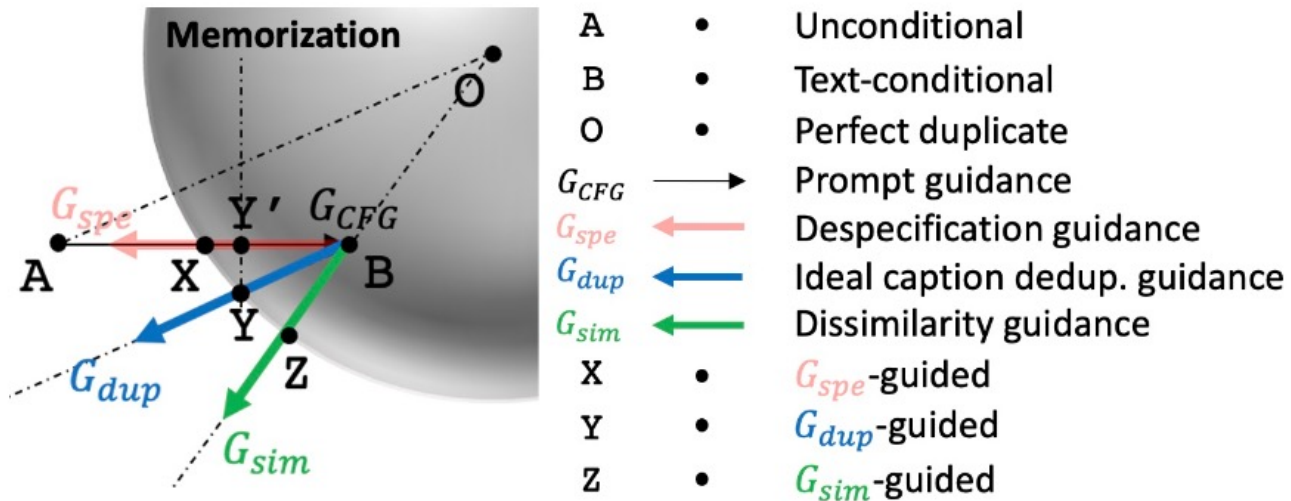 Memorization
O
G_spe
Y'
G_CFG
A
X
B
Y
Z
G_dup
G_sim
A • Unconditional
B • Text-conditional
O • Perfect duplicate
G_CFG Prompt guidance
G_spe Despecification guidance
G_dup Ideal caption dedup. guidance
G_sim Dissimilarity guidance
X • G_spe-guided
Y • G_dup-guided
Z • G_sim-guided